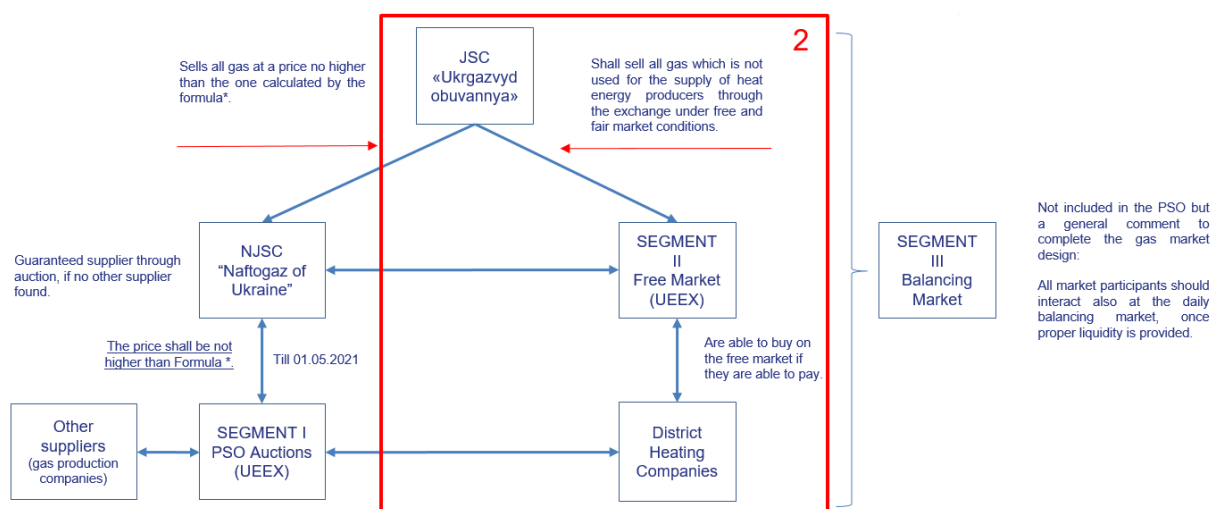 2
JSC
«Ukrgazvyd
obuvannya»
Sells all gas at a price no higher
than the one calculated by the
formula*.
Shall sell all gas which is not
used for the supply of heat
energy producers through
the exchange under free and
fair market conditions.
Guaranteed supplier through
auction, if no other supplier
found.
NJSC
“Naftogaz of
Ukraine”
SEGMENT
II
Free Market
(UEEX)
SEGMENT
III
Balancing
Market
Not included in the PSO but
a general comment to
complete the gas market
design:
All market participants should
interact also at the daily
balancing market, once
proper liquidity is provided.
The price shall be not
higher than Formula *.
Till 01.05.2021
Are able to buy on
the free market if
they are able to pay.
Other
suppliers
(gas production
companies)
SEGMENT I
PSO Auctions
(UEEX)
District
Heating
Companies